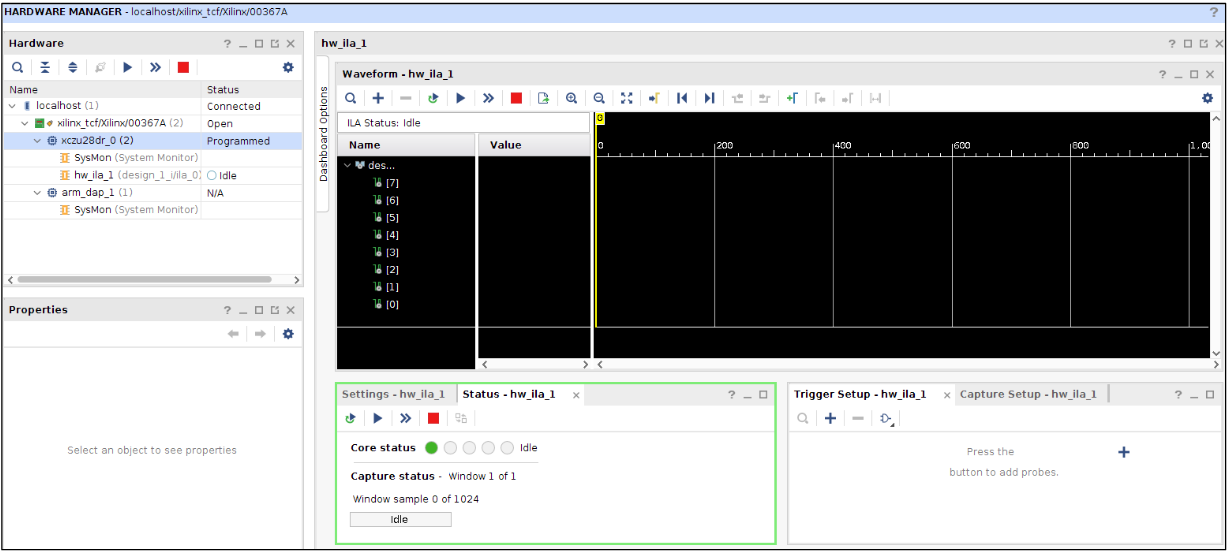 HARDWARE MANAGER - localhost/xilinx_tcf/Xilinx/00367A ?
Hardware ?
Name Status
localhost (1) Connected
xilinx_tcf/Xilinx/00367A (2) Open
xczu28dr_0 (2) Programmed
SysMon (System Monitor)
hw_ila_1 (design_1_i/ila_0) Idle
arm_dap_1 (1) N/A
SysMon (System Monitor)
Properties ?
Select an object to see properties
hw_ila_1 ?
Dashboard Options
Waveform - hw_ila_1 ?
ILA Status: Idle
Name Value
0
0 200 400 600 800 1.00
des...
[7]
[6]
[5]
[4]
[3]
[2]
[1]
[0]
Settings - hw_ila_1 Status - hw_ila_1 × ?
Core status Idle
Capture status - Window 1 of 1
Window sample 0 of 1024
Idle
Trigger Setup - hw_ila_1 × Capture Setup - hw_ila_1 ?
Press the +
button to add probes.